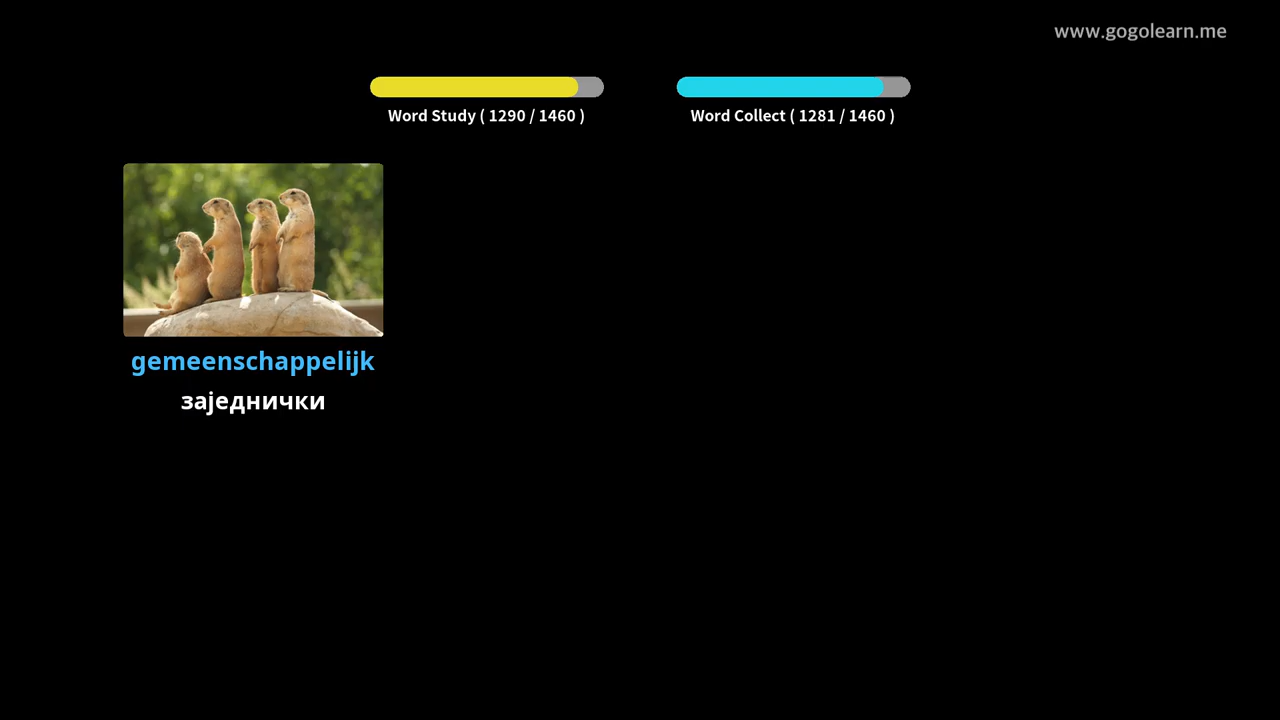 www.gogolearn.me
Word Study ( 1290 / 1460 )
Word Collect ( 1281 / 1460 )
gemeenschappelijk
заједнички